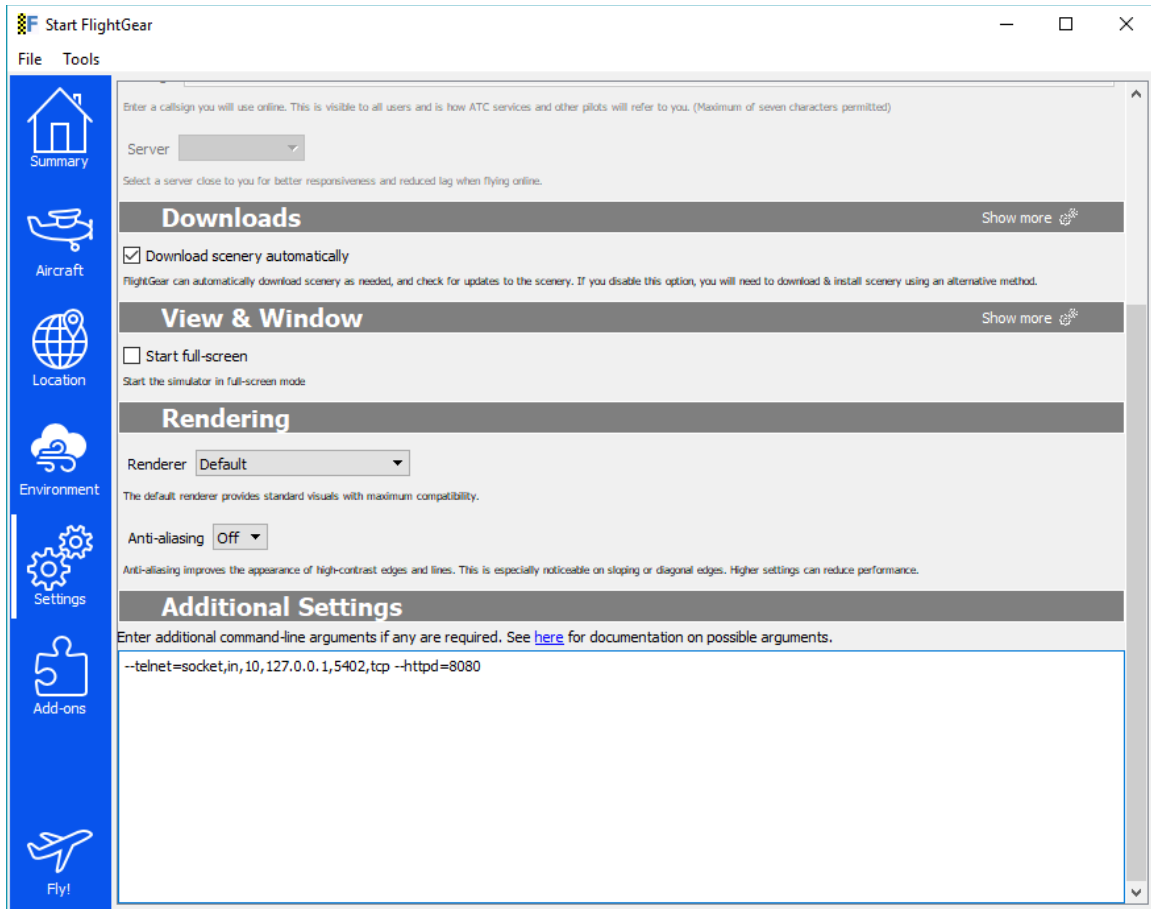 Start FlightGear
File Tools
Enter a callsign you will use online. This is visible to all users and is how ATC services and other pilots will refer to you. (Maximum of seven characters permitted)
Server
Select a server close to you for better responsiveness and reduced lag when flying online.
Summary
Downloads Show more
Download scenery automatically
FlightGear can automatically download scenery as needed, and check for updates to the scenery. If you disable this option, you will need to download & install scenery using an alternative method.
Aircraft
View & Window Show more
Start full-screen
Start the simulator in full-screen mode
Location
Rendering
Renderer Default
The default renderer provides standard visuals with maximum compatibility.
Environment
Anti-aliasing Off
Anti-aliasing improves the appearance of high-contrast edges and lines. This is especially noticeable on sloping or diagonal edges. Higher settings can reduce performance.
Settings
Additional Settings
Enter additional command-line arguments if any are required. See here for documentation on possible arguments.
--telnet=socket,in,10,127.0.0.1,5402,tcp --httpd=8080
Add-ons
Fly!